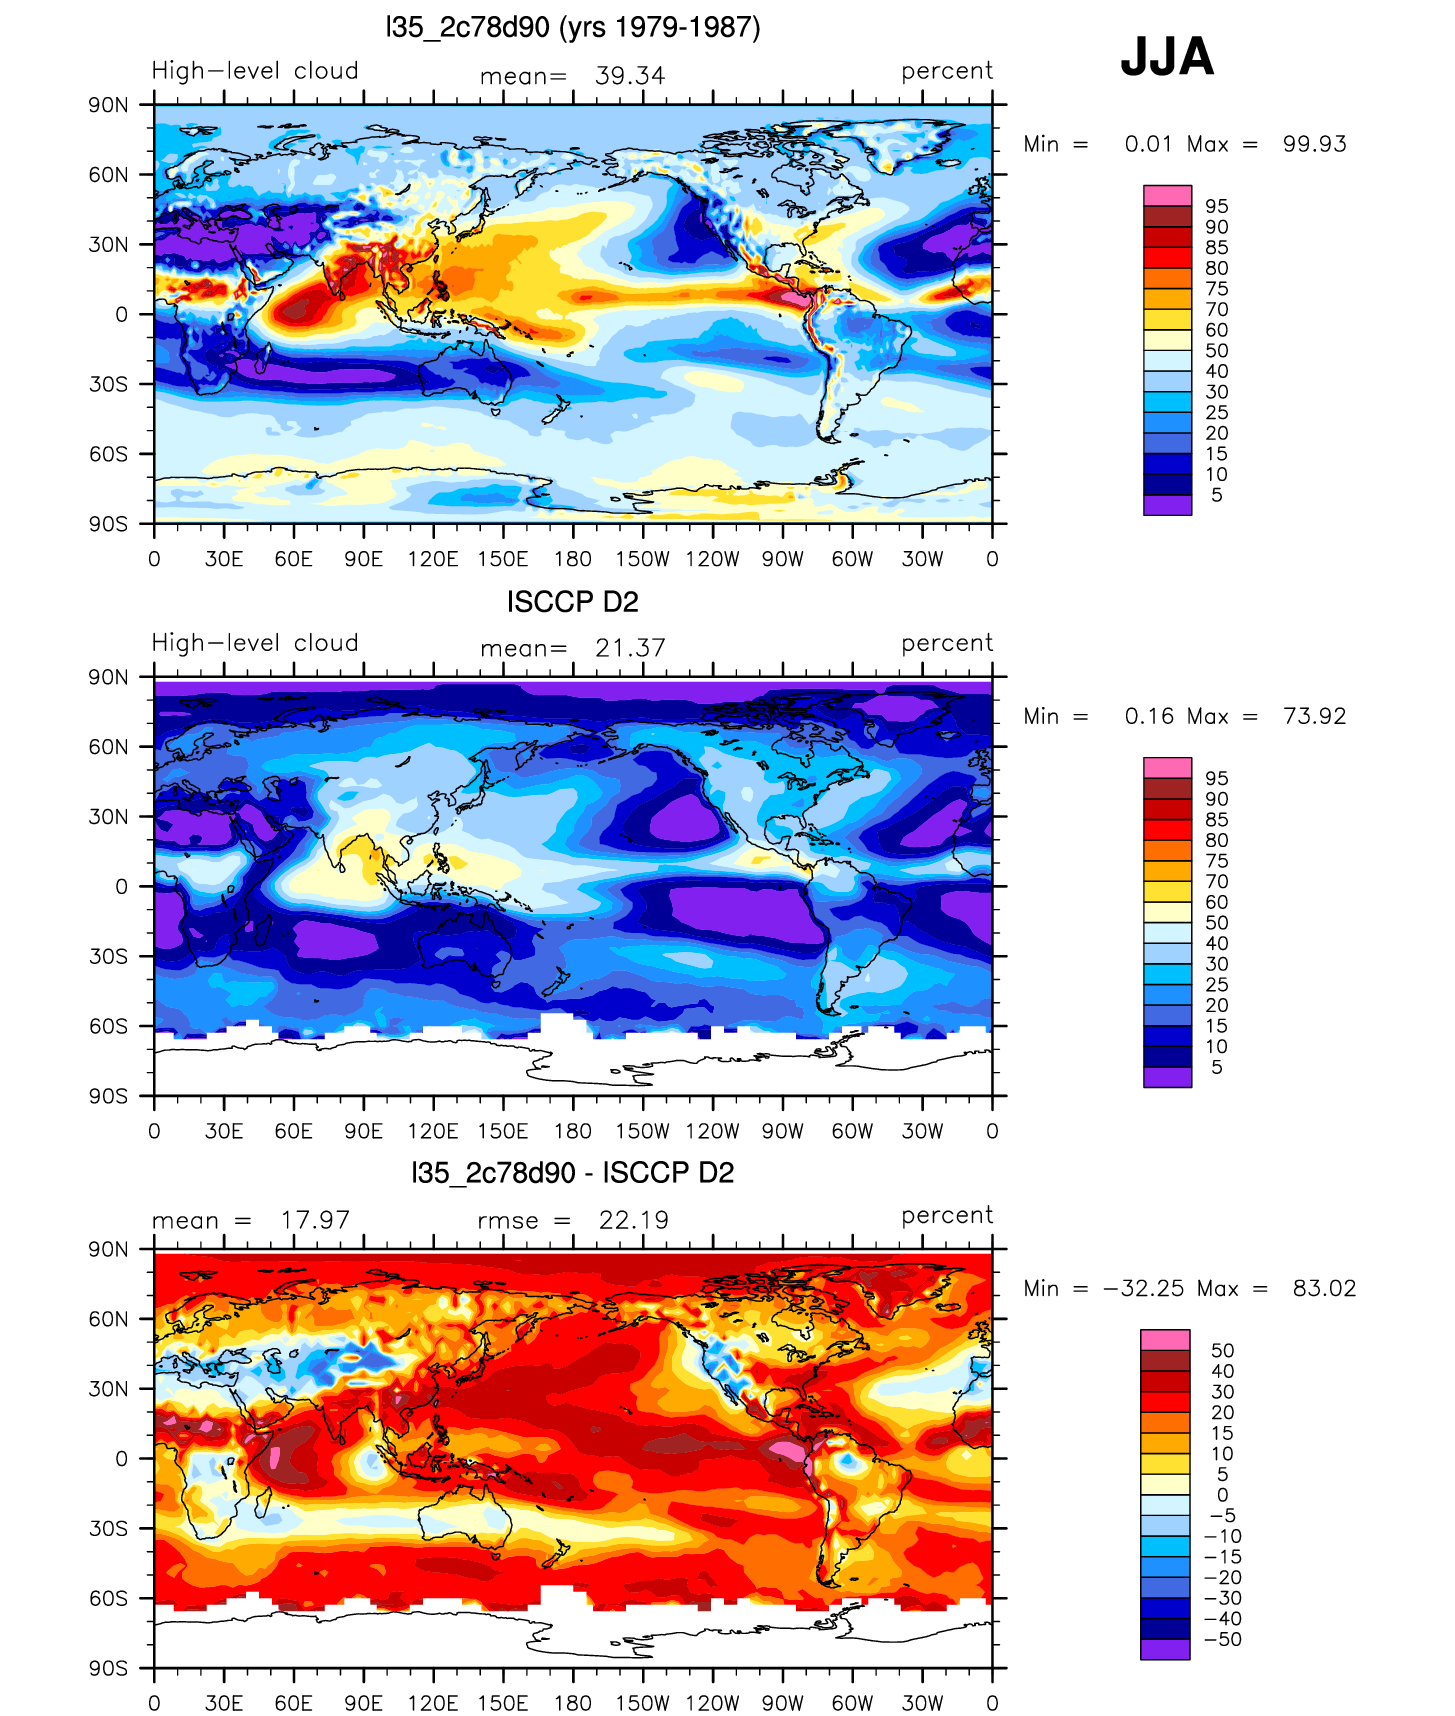 l35_2c78d90 (yrs 1979-1987)
JJA
High-level cloud mean= 39.34 percent
Min = 0.01 Max = 99.93
90N
60N
30N
0
30S
60S
90S
0 30E 60E 90E 120E 150E 180 150W 120W 90W 60W 30W 0
95
90
85
80
75
70
60
50
40
30
25
20
15
10
5
ISCCP D2
High-level cloud mean= 21.37 percent
Min = 0.16 Max = 73.92
90N
60N
30N
0
30S
60S
90S
0 30E 60E 90E 120E 150E 180 150W 120W 90W 60W 30W 0
95
90
85
80
75
70
60
50
40
30
25
20
15
10
5
l35_2c78d90 - ISCCP D2
mean = 17.97 rmse = 22.19 percent
Min = -32.25 Max = 83.02
90N
60N
30N
0
30S
60S
90S
0 30E 60E 90E 120E 150E 180 150W 120W 90W 60W 30W 0
50
40
30
20
15
10
5
0
-5
-10
-15
-20
-30
-40
-50